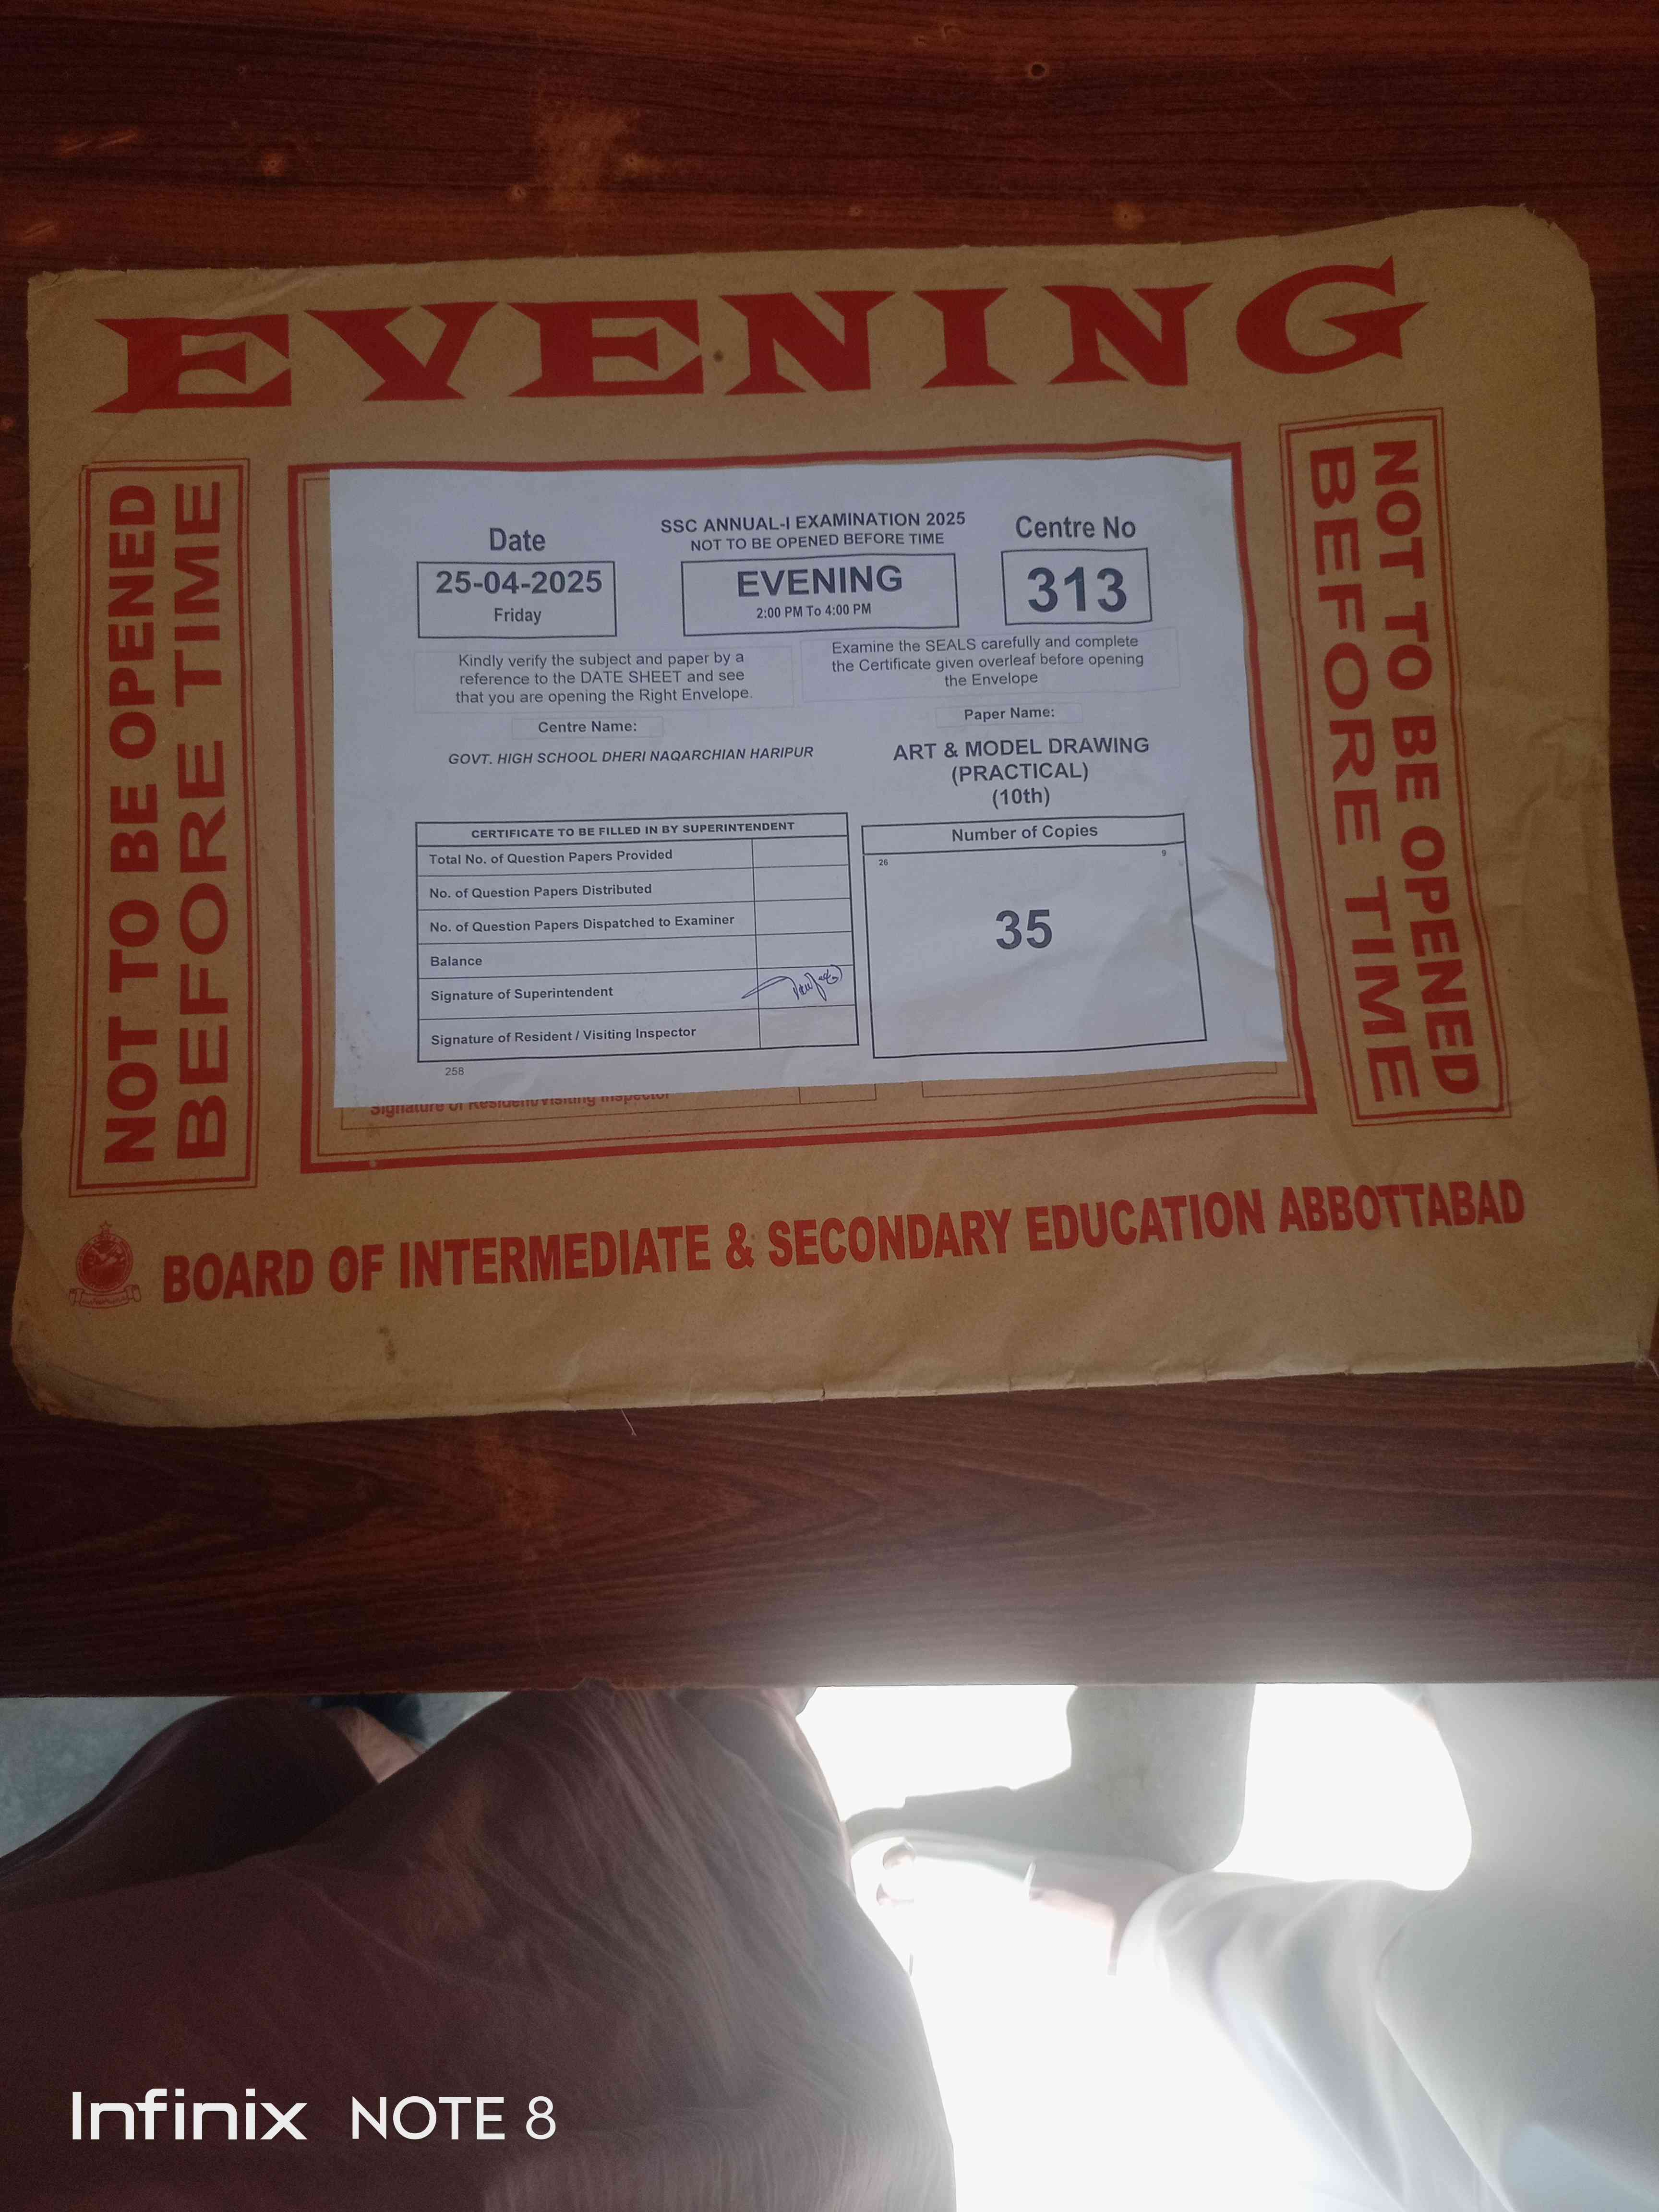 EVENING
NOT TO BE OPENED
BEFORE TIME
NOT TO BE OPENED
BEFORE TIME
Date
25-04-2025
Friday
SSC ANNUAL-I EXAMINATION 2025
NOT TO BE OPENED BEFORE TIME
EVENING
2:00 PM To 4:00 PM
Centre No
313
Kindly verify the subject and paper by a
reference to the DATE SHEET and see
that you are opening the Right Envelope.
Examine the SEALS carefully and complete
the Certificate given overleaf before opening
the Envelope
Centre Name:
GOVT. HIGH SCHOOL DHERI NAQARCHIAN HARIPUR
Paper Name:
ART & MODEL DRAWING
(PRACTICAL)
(10th)
CERTIFICATE TO BE FILLED IN BY SUPERINTENDENT
Total No. of Question Papers Provided
No. of Question Papers Distributed
No. of Question Papers Dispatched to Examiner
Balance
Signature of Superintendent
Signature of Resident / Visiting Inspector
258
Number of Copies
26 9
35
Signature of Resident/Visiting Inspector
BOARD OF INTERMEDIATE & SECONDARY EDUCATION ABBOTTABAD
Infinix NOTE 8